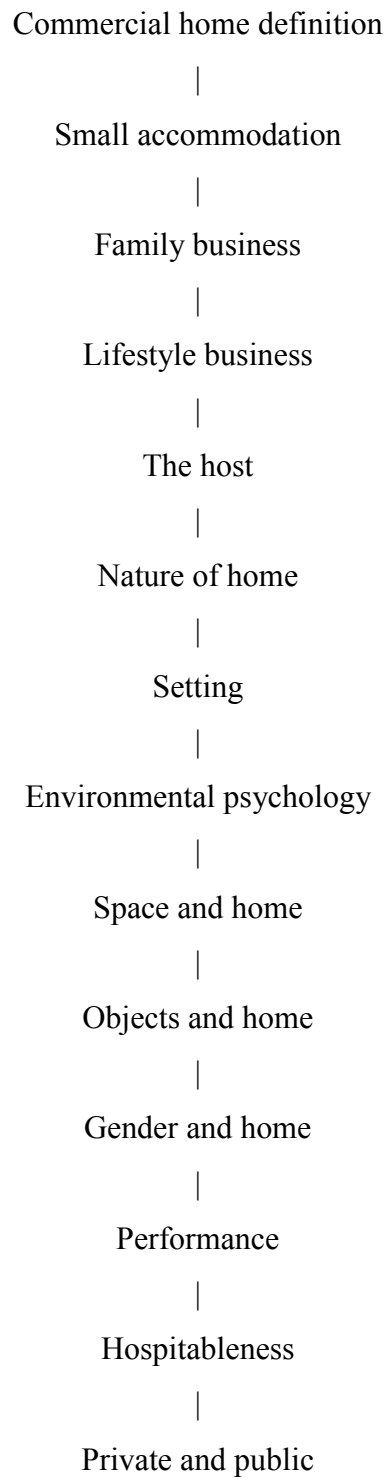 Commercial home definition
Small accommodation
Family business
Lifestyle business
The host
Nature of home
Setting
Environmental psychology
Space and home
Objects and home
Gender and home
Performance
Hospitableness
Private and public